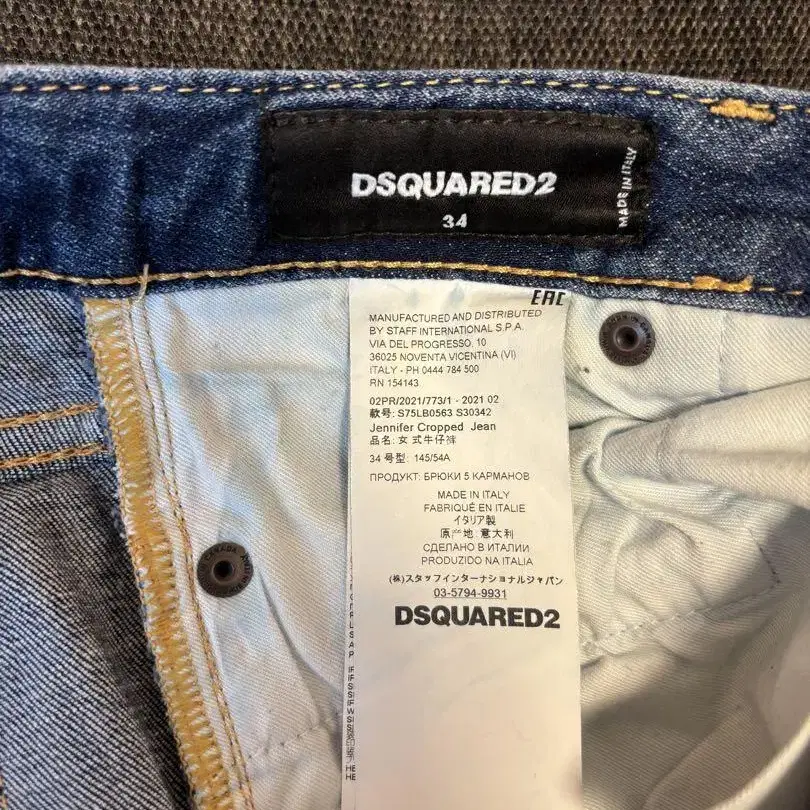 DSQUARED2
34
MADE IN ITALY
EAC
MANUFACTURED AND DISTRIBUTED
BY STAFF INTERNATIONAL S.P.A.
VIA DEL PROGRESSO, 10
36025 NOVENTA VICENTINA (VI)
ITALY - PH 0444 784 500
RN 154143
02PR/2021/773/1 - 2021 02
款号: S75LB0563 S30342
Jennifer Cropped Jean
品名: 女式牛仔裤
34 号型: 145/54A
ПРОДУКТ: БРЮКИ 5 КАРМАНОВ
MADE IN ITALY
FABRIQUÉ EN ITALIE
イタリア製
原产地: 意大利
СДЕЛАНО В ИТАЛИИ
PRODUZIDO NA ITALIA
(株)スタッフインターナショナルジャパン
03-5794-9931
DSQUARED2